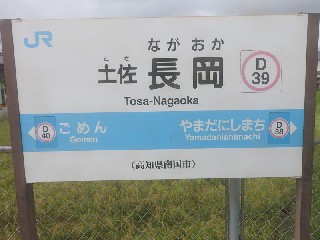 JR
ながおか
とさ
土佐 長岡
D
39
Tosa-Nagaoka
D
40
ごめん
Gomen
やまだにしまち
Yamadanishimachi
D
38
(高知県南国市)